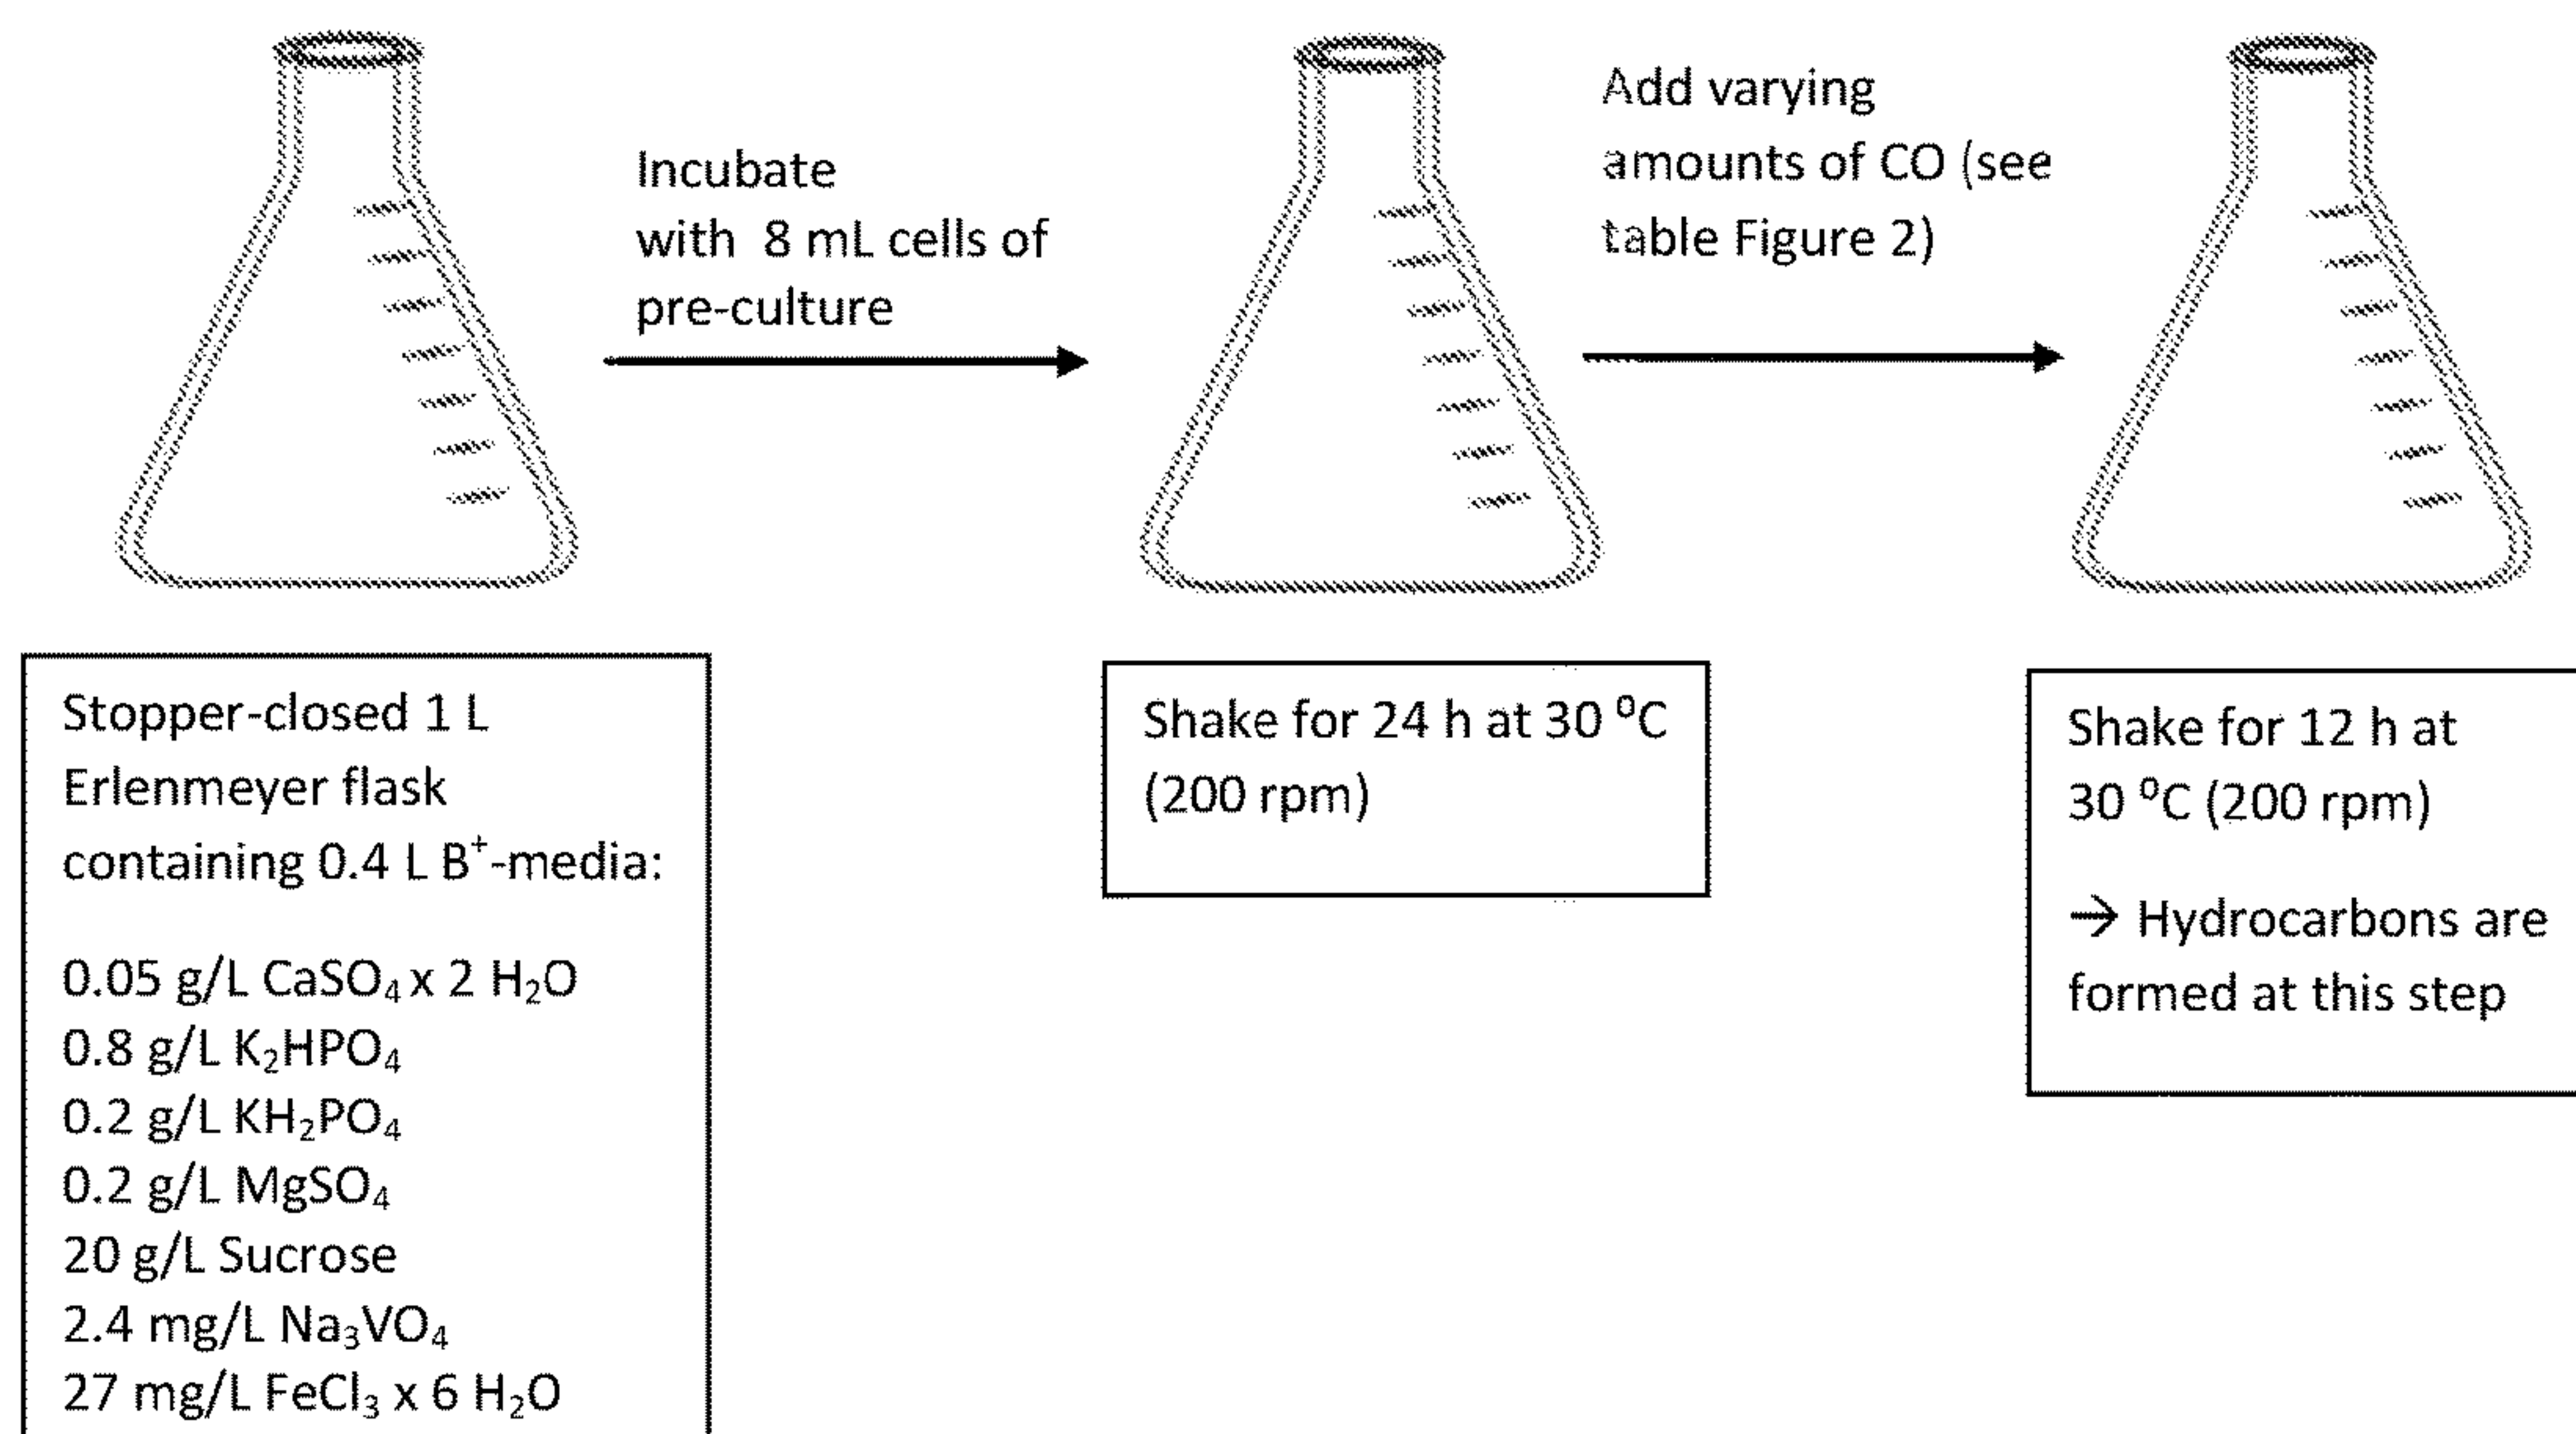 Incubate
with 8 mL cells of
pre-culture
Add varying
amounts of CO (see
table Figure 2)
Stopper-closed 1 L
Erlenmeyer flask
containing 0.4 L B⁺-media:
0.05 g/L CaSO₄ x 2 H₂O
0.8 g/L K₂HPO₄
0.2 g/L KH₂PO₄
0.2 g/L MgSO₄
20 g/L Sucrose
2.4 mg/L Na₃VO₄
27 mg/L FeCl₃ x 6 H₂O
Shake for 24 h at 30 ⁰C
(200 rpm)
Shake for 12 h at
30 ⁰C (200 rpm)
→ Hydrocarbons are
formed at this step